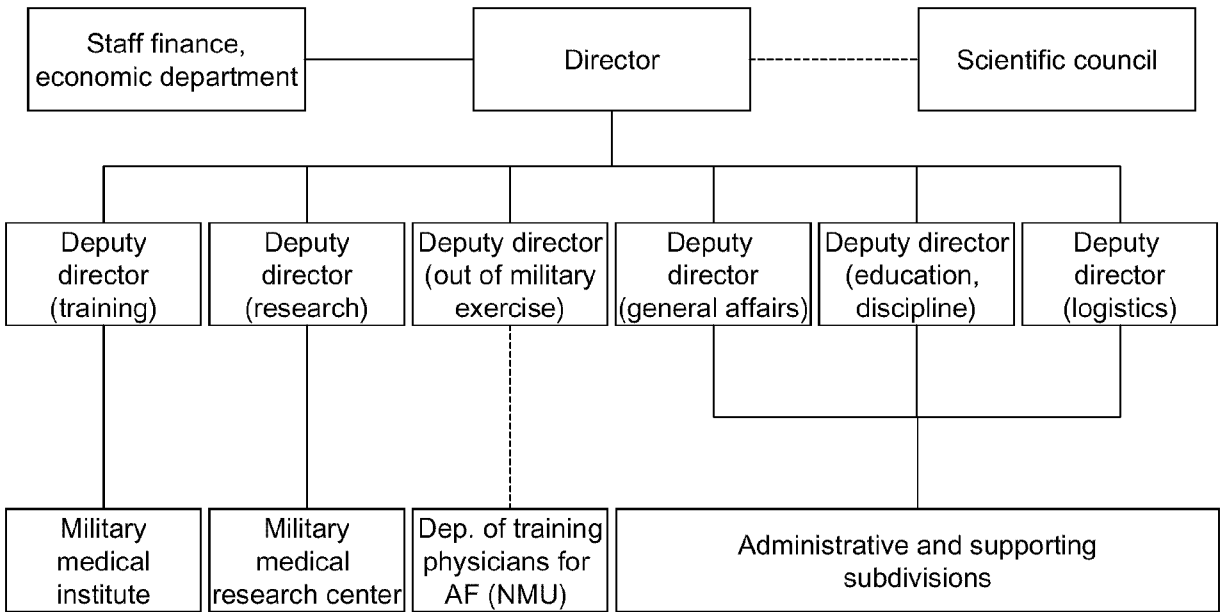 Staff finance,
economic department
Director
Scientific council
Deputy
director
(training)
Deputy
director
(research)
Deputy director
(out of military
exercise)
Deputy
director
(general affairs)
Deputy director
(education,
discipline)
Deputy
director
(logistics)
Military
medical
institute
Military
medical
research center
Dep. of training
physicians for
AF (NMU)
Administrative and supporting
subdivisions